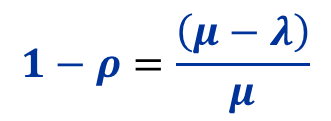 1 − ρ = (μ − λ) / μ